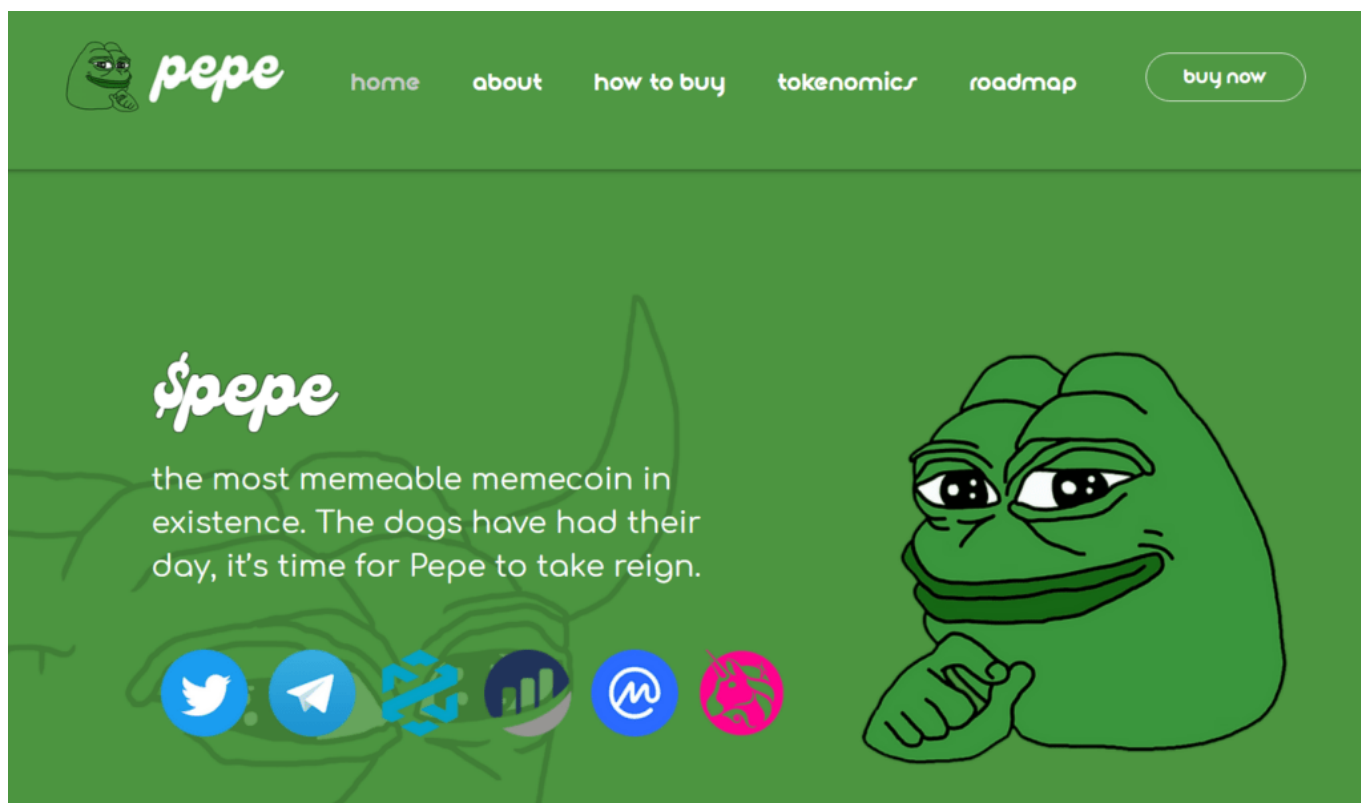 pepe
home about how to buy tokenomics roadmap buy now
$pepe
the most memeable memecoin in
existence. The dogs have had their
day, it's time for Pepe to take reign.